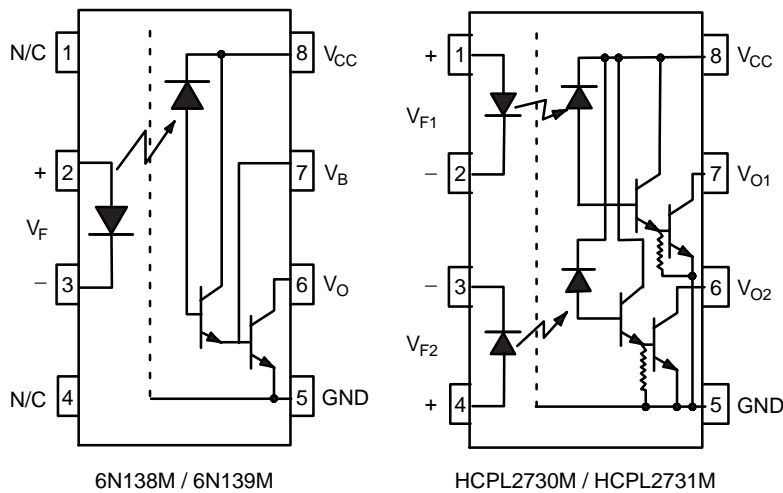 N/C 1
8 VCC
+ 2
7 VB
VF
− 3
6 VO
N/C 4
5 GND
6N138M / 6N139M
+ 1
8 VCC
VF1
− 2
7 VO1
− 3
6 VO2
VF2
+ 4
5 GND
HCPL2730M / HCPL2731M